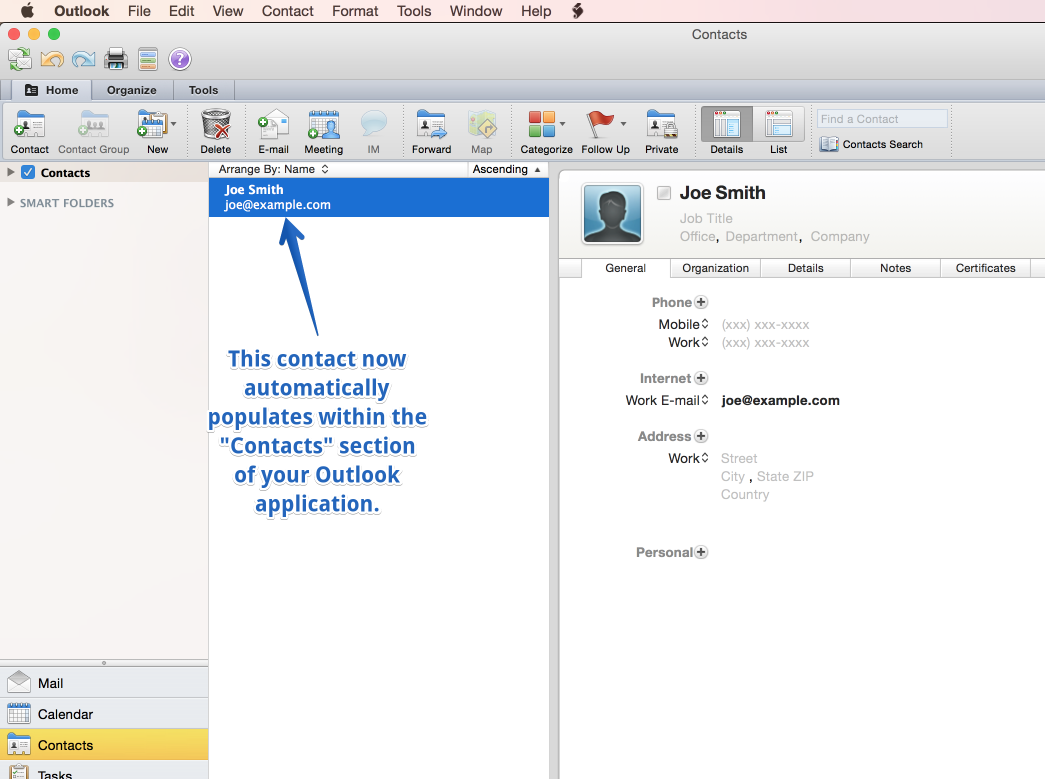 Outlook File Edit View Contact Format Tools Window Help
Contacts
Home Organize Tools
Contact Contact Group New Delete E-mail Meeting IM Forward Map Categorize Follow Up Private Details List
Find a Contact
Contacts Search
Contacts
SMART FOLDERS
Arrange By: Name Ascending
Joe Smith
joe@example.com
This contact now
automatically
populates within the
"Contacts" section
of your Outlook
application.
Joe Smith
Job Title
Office, Department, Company
General Organization Details Notes Certificates
Phone
Mobile (xxx) xxx-xxxx
Work (xxx) xxx-xxxx
Internet
Work E-mail joe@example.com
Address
Work Street
City , State ZIP
Country
Personal
Mail
Calendar
Contacts
Tasks